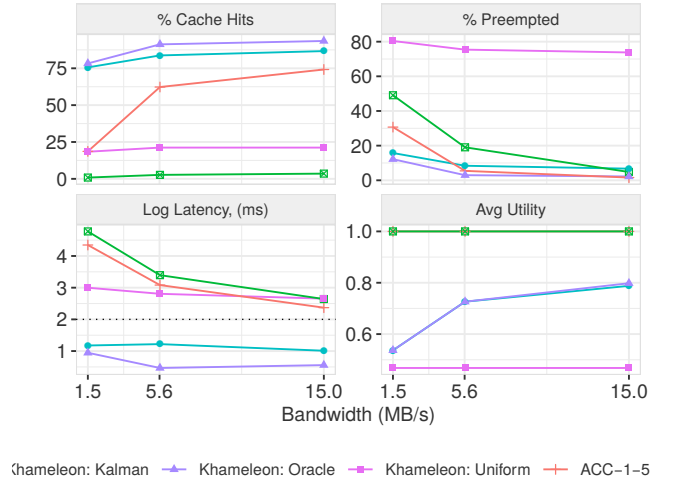 % Cache Hits
% Preempted
75
50
25
0
80
60
40
20
0
Log Latency, (ms)
Avg Utility
4
3
2
1
1.0
0.8
0.6
1.5 5.6 15.0
1.5 5.6 15.0
Bandwidth (MB/s)
Khameleon: Kalman Khameleon: Oracle Khameleon: Uniform ACC−1−5